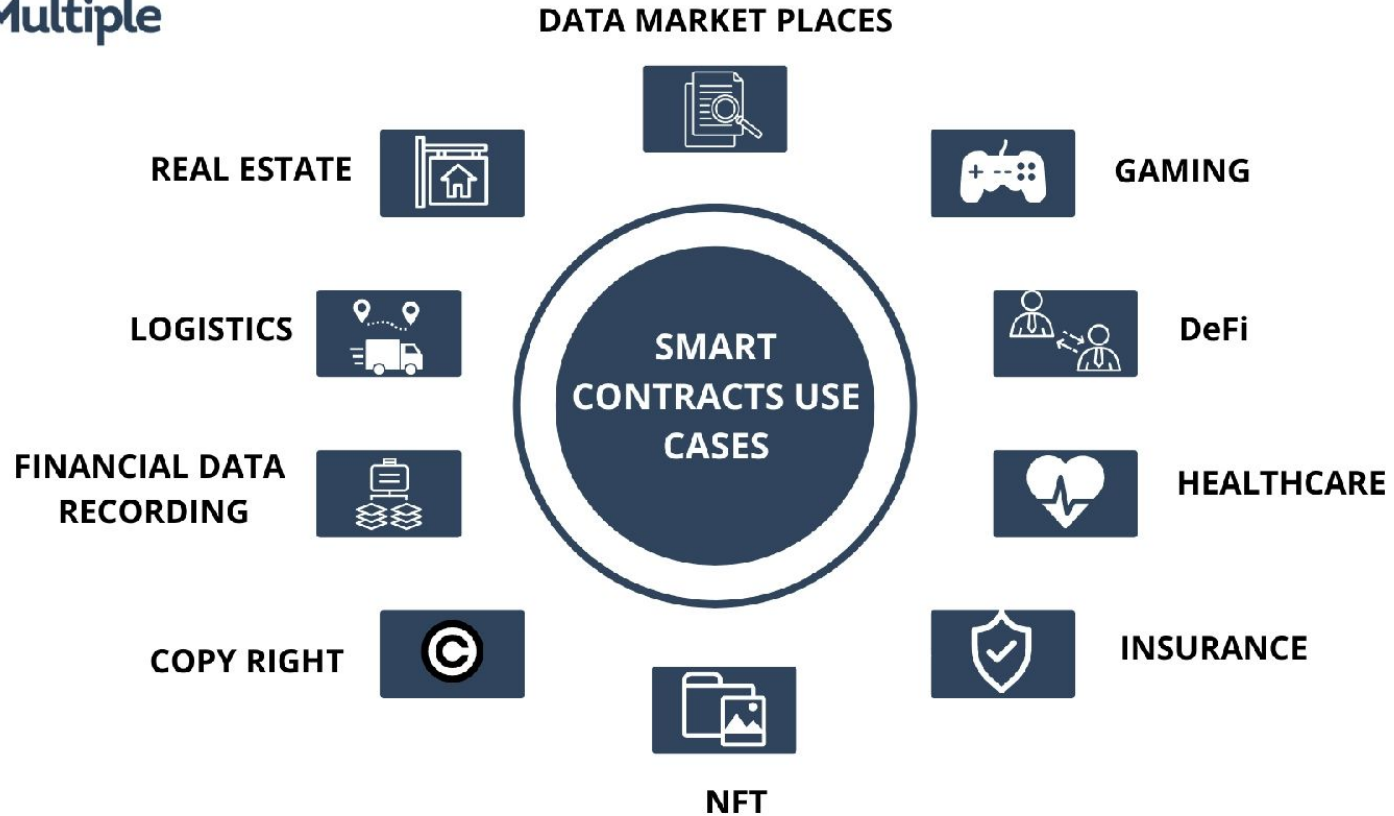 Multiple
DATA MARKET PLACES
REAL ESTATE
GAMING
LOGISTICS
DeFi
SMART
CONTRACTS USE
CASES
FINANCIAL DATA
RECORDING
HEALTHCARE
COPY RIGHT
©
INSURANCE
NFT